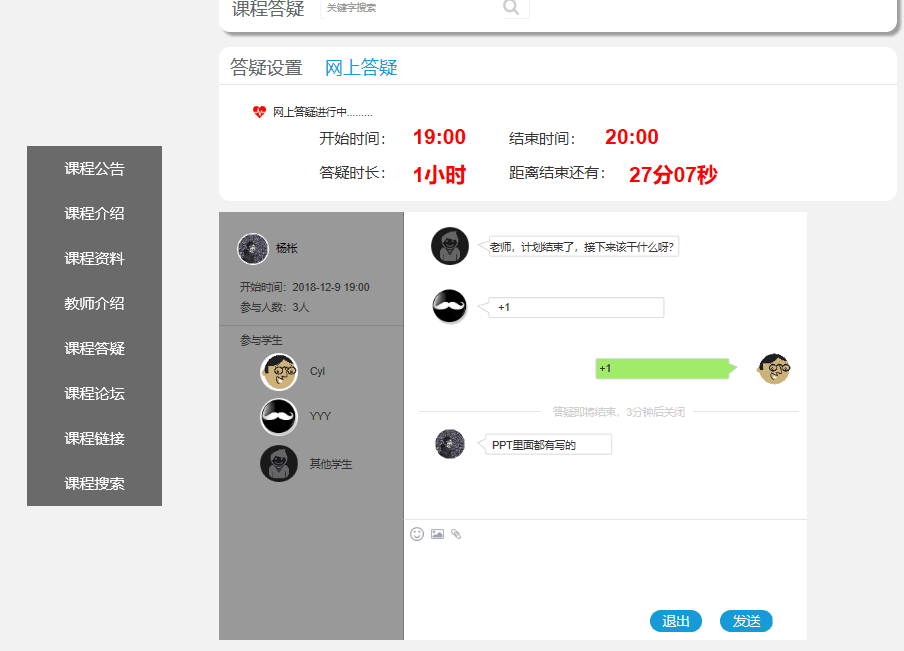 课程答疑
关键字搜索
答疑设置 网上答疑
网上答疑进行中.........
开始时间： 19:00 结束时间： 20:00
答疑时长： 1小时 距离结束还有： 27分07秒
课程公告
课程介绍
课程资料
教师介绍
课程答疑
课程论坛
课程链接
课程搜索
杨枨
开始时间：2018-12-9 19:00
参与人数：3人
参与学生
Cyl
YYY
其他学生
老师，计划结束了，接下来该干什么呀?
+1
+1
答疑即将结束，3分钟后关闭
PPT里面都有写的
退出 发送